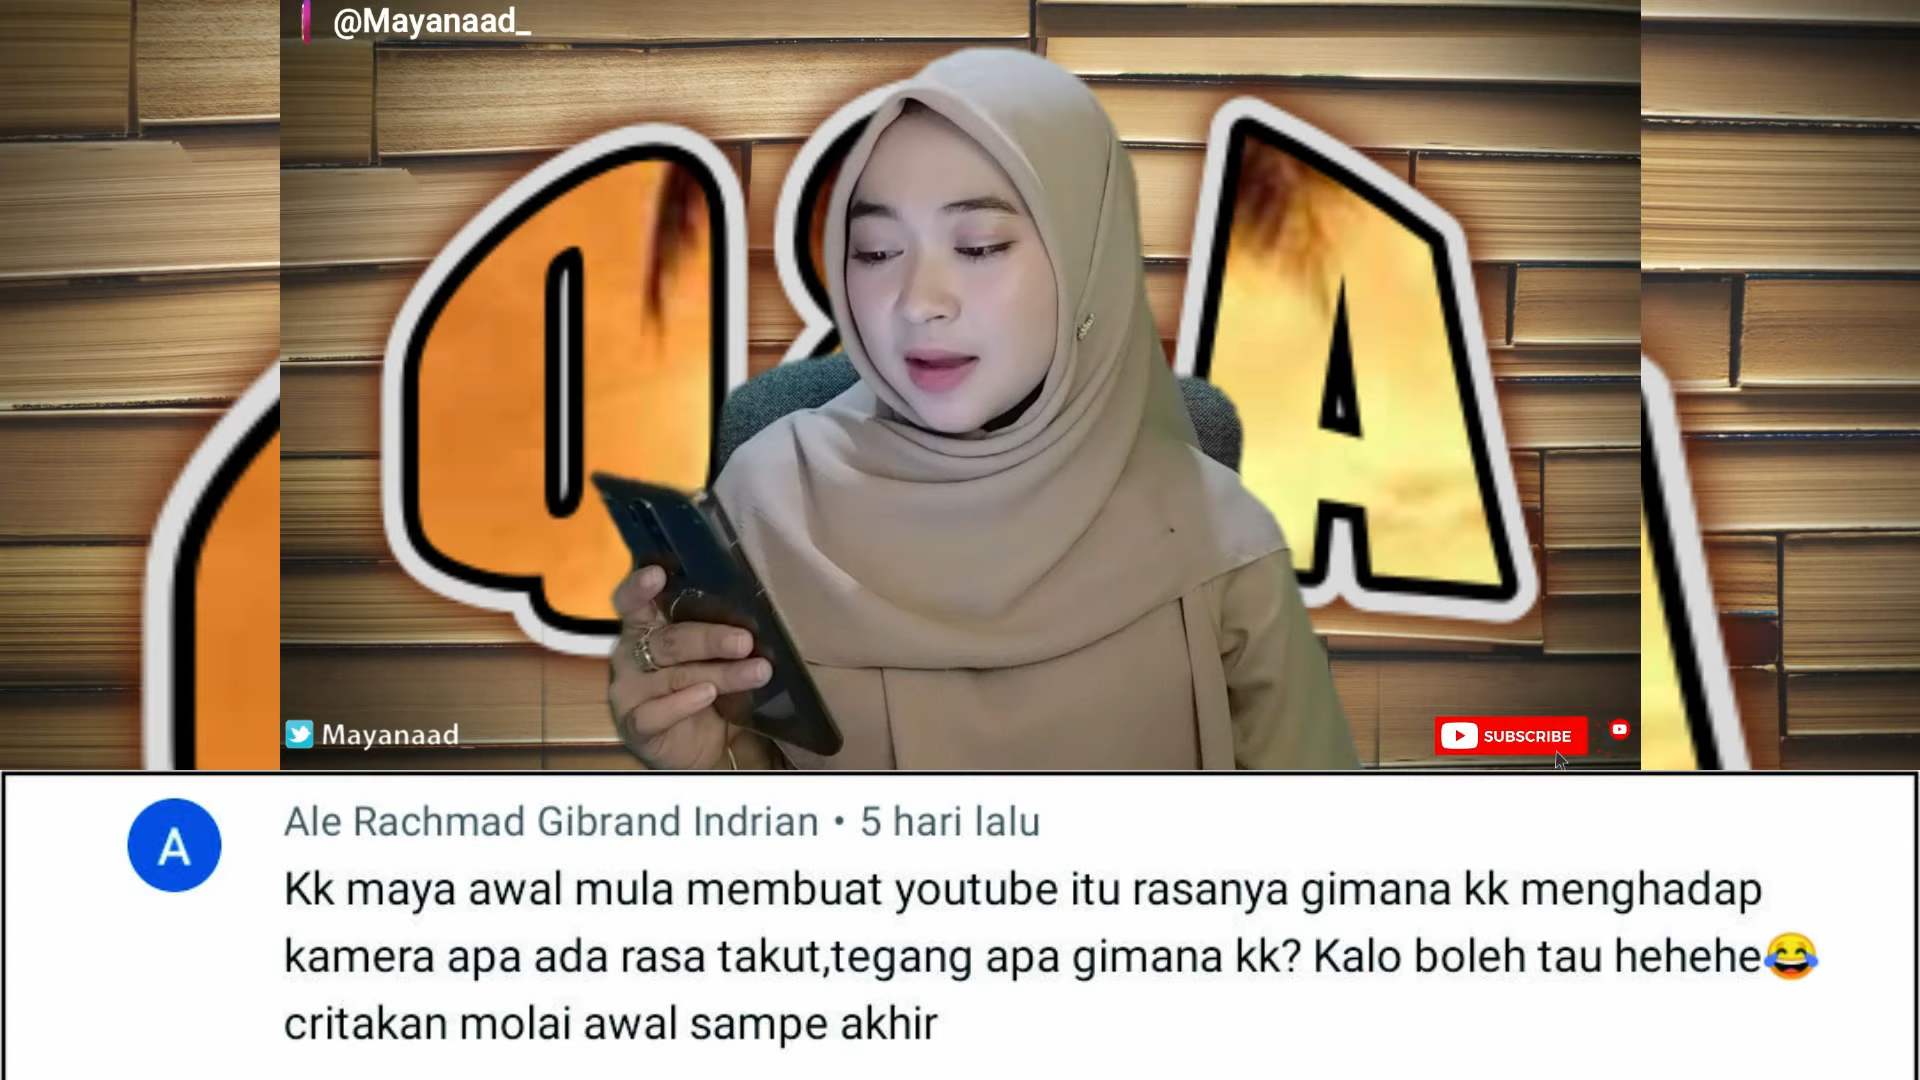 @Mayanaad_
Q&A
Mayanaad
SUBSCRIBE
A
Ale Rachmad Gibrand Indrian • 5 hari lalu
Kk maya awal mula membuat youtube itu rasanya gimana kk menghadap
kamera apa ada rasa takut,tegang apa gimana kk? Kalo boleh tau hehehe😂
critakan molai awal sampe akhir